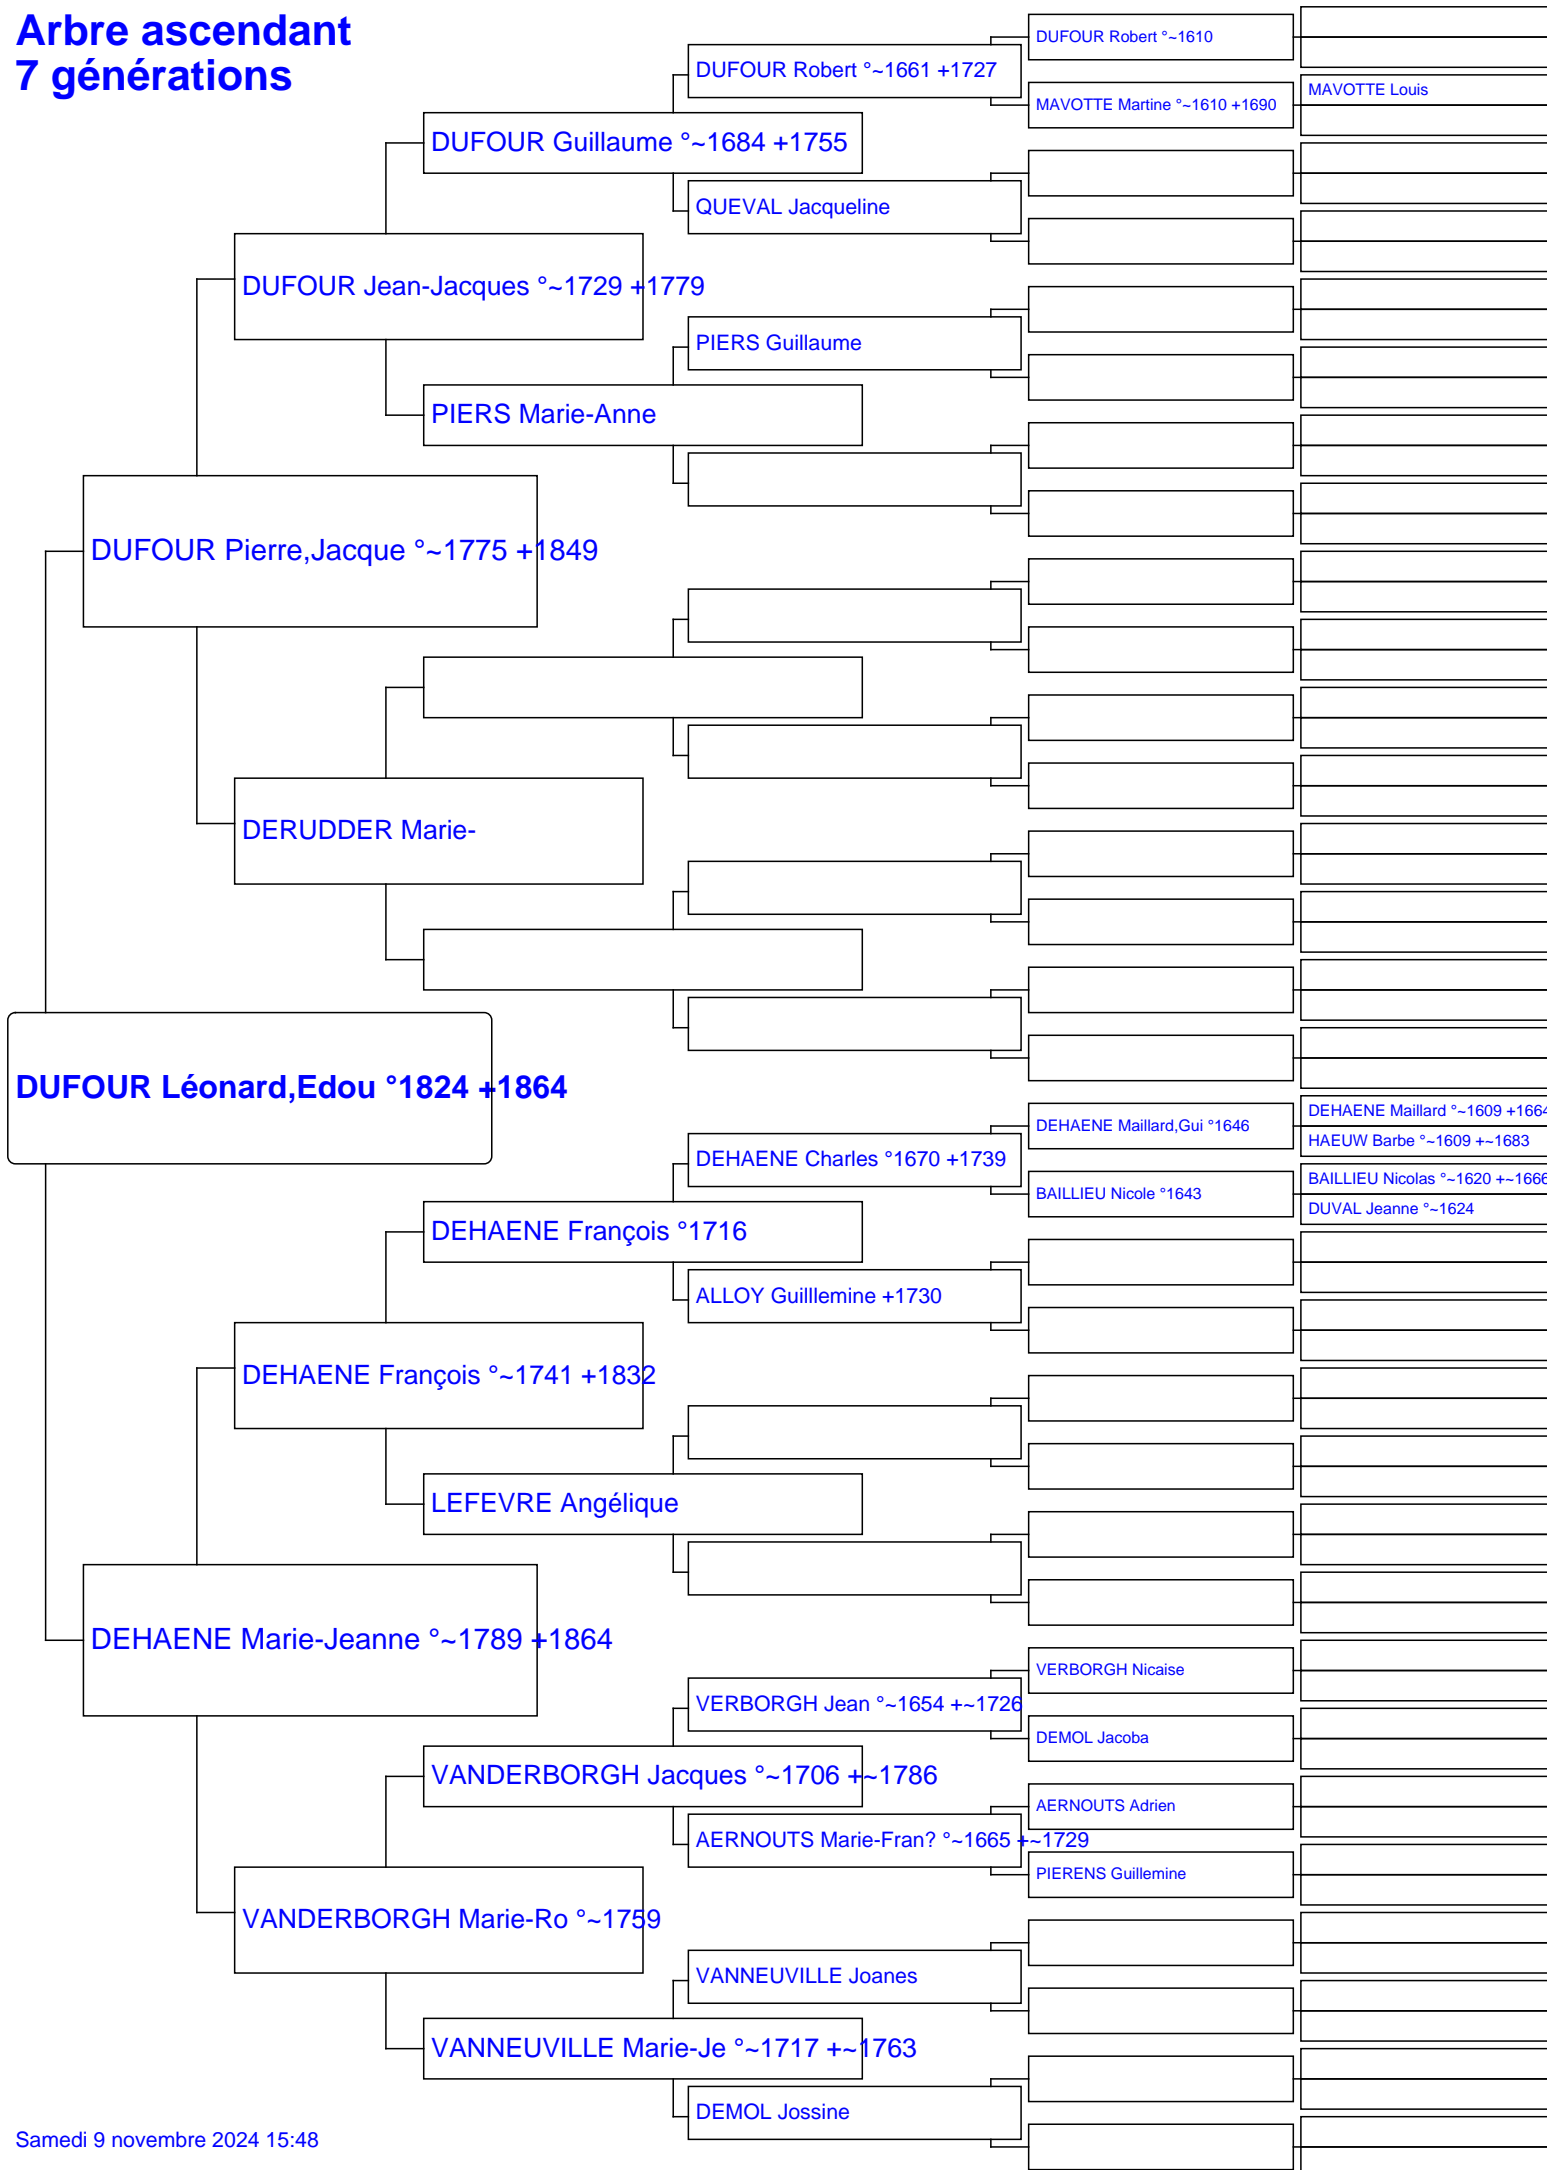 Arbre ascendant
7 générations
DUFOUR Robert °~1610
DUFOUR Robert °~1661 +1727
MAVOTTE Louis
MAVOTTE Martine °~1610 +1690
DUFOUR Guillaume °~1684 +1755
QUEVAL Jacqueline
DUFOUR Jean-Jacques °~1729 +1779
PIERS Guillaume
PIERS Marie-Anne
DUFOUR Pierre,Jacque °~1775 +1849
DERUDDER Marie-
DUFOUR Léonard,Edou °1824 +1864
DEHAENE Maillard °~1609 +1664
DEHAENE Maillard,Gui °1646
HAEUW Barbe °~1609 +~1683
DEHAENE Charles °1670 +1739
BAILLIEU Nicolas °~1620 +~1666
BAILLIEU Nicole °1643
DUVAL Jeanne °~1624
DEHAENE François °1716
ALLOY Guilllemine +1730
DEHAENE François °~1741 +1832
LEFEVRE Angélique
DEHAENE Marie-Jeanne °~1789 +1864
VERBORGH Nicaise
VERBORGH Jean °~1654 +~1726
DEMOL Jacoba
VANDERBORGH Jacques °~1706 +~1786
AERNOUTS Adrien
AERNOUTS Marie-Fran? °~1665 +~1729
PIERENS Guillemine
VANDERBORGH Marie-Ro °~1759
VANNEUVILLE Joanes
VANNEUVILLE Marie-Je °~1717 +~1763
DEMOL Jossine
Samedi 9 novembre 2024 15:48